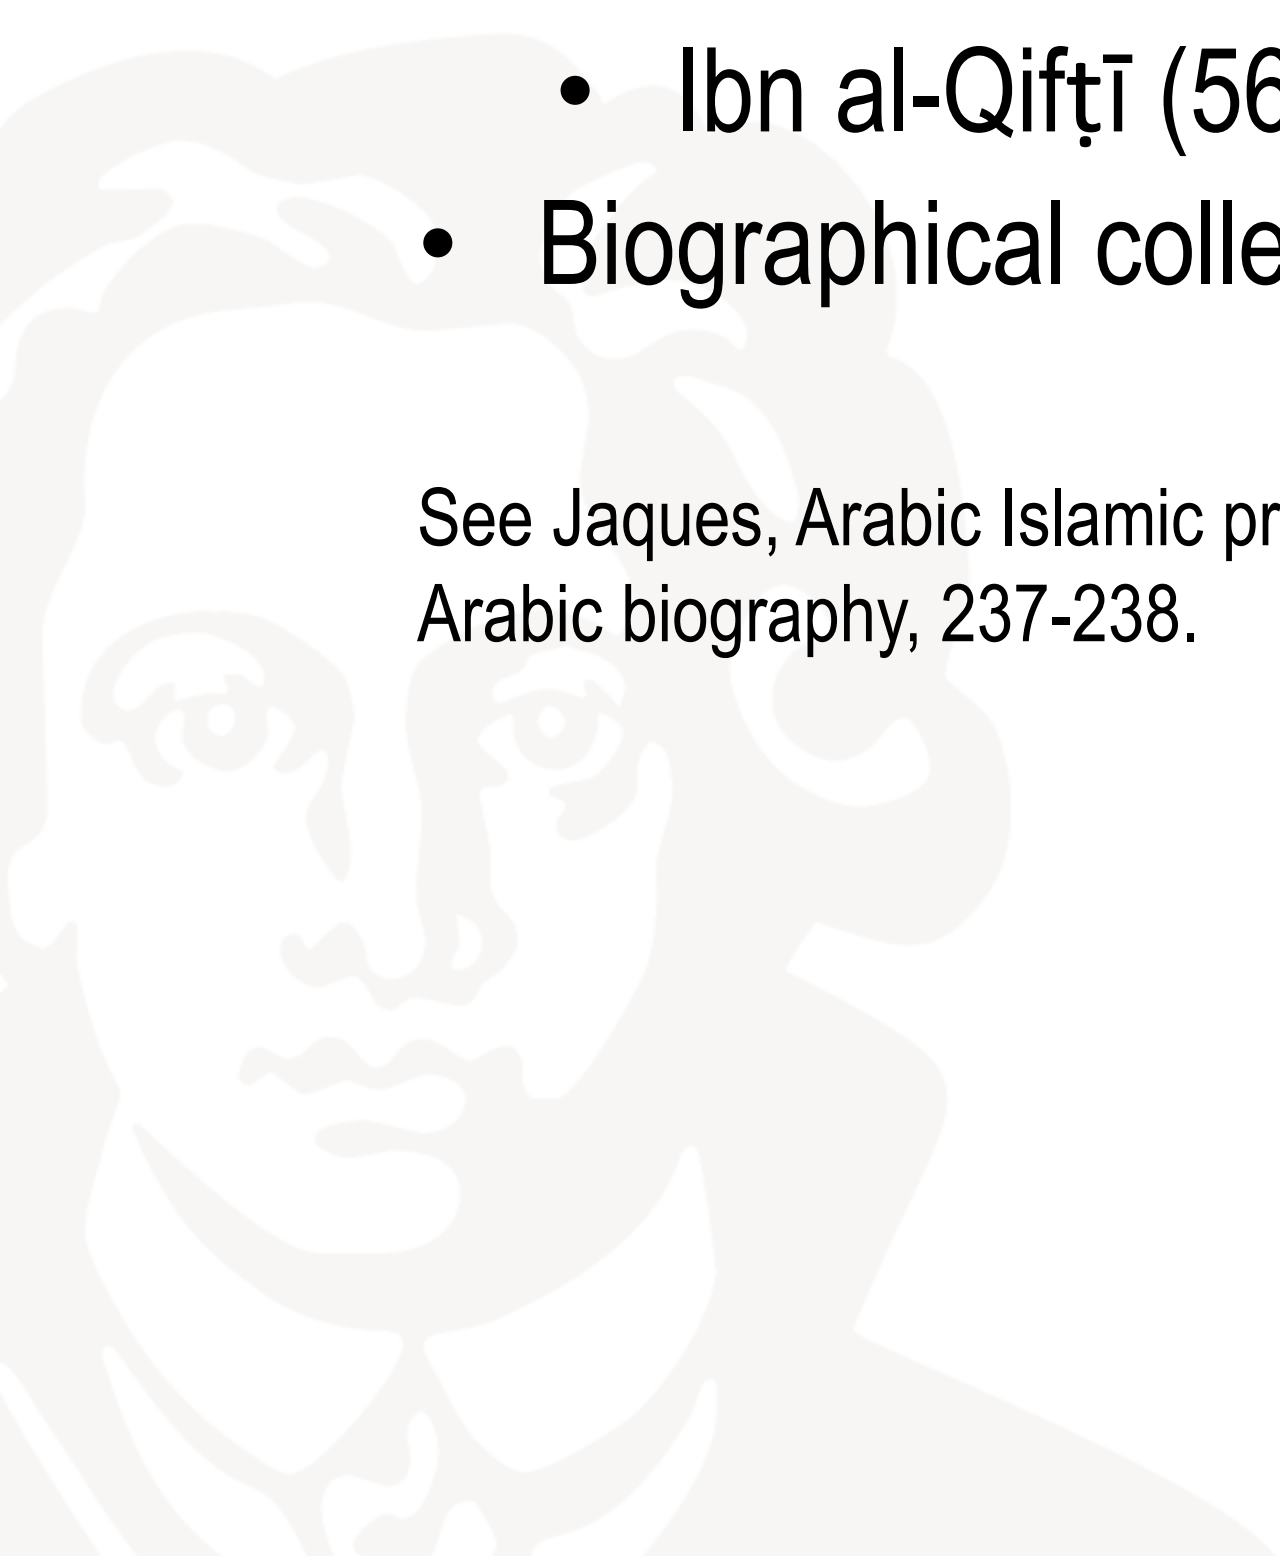 • Ibn al-Qifṭī (56
• Biographical colle
See Jaques, Arabic Islamic pr
Arabic biography, 237-238.